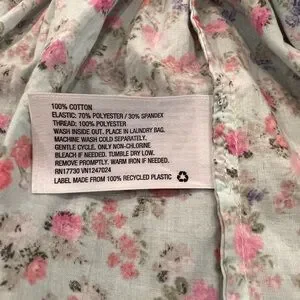 100% COTTON
ELASTIC: 70% POLYESTER / 30% SPANDEX
THREAD: 100% POLYESTER
WASH INSIDE OUT. PLACE IN LAUNDRY BAG.
MACHINE WASH COLD SEPARATELY.
GENTLE CYCLE. ONLY NON-CHLORINE
BLEACH IF NEEDED. TUMBLE DRY LOW.
REMOVE PROMPTLY. WARM IRON IF NEEDED.
RN17730 VN1247024
LABEL MADE FROM 100% RECYCLED PLASTIC